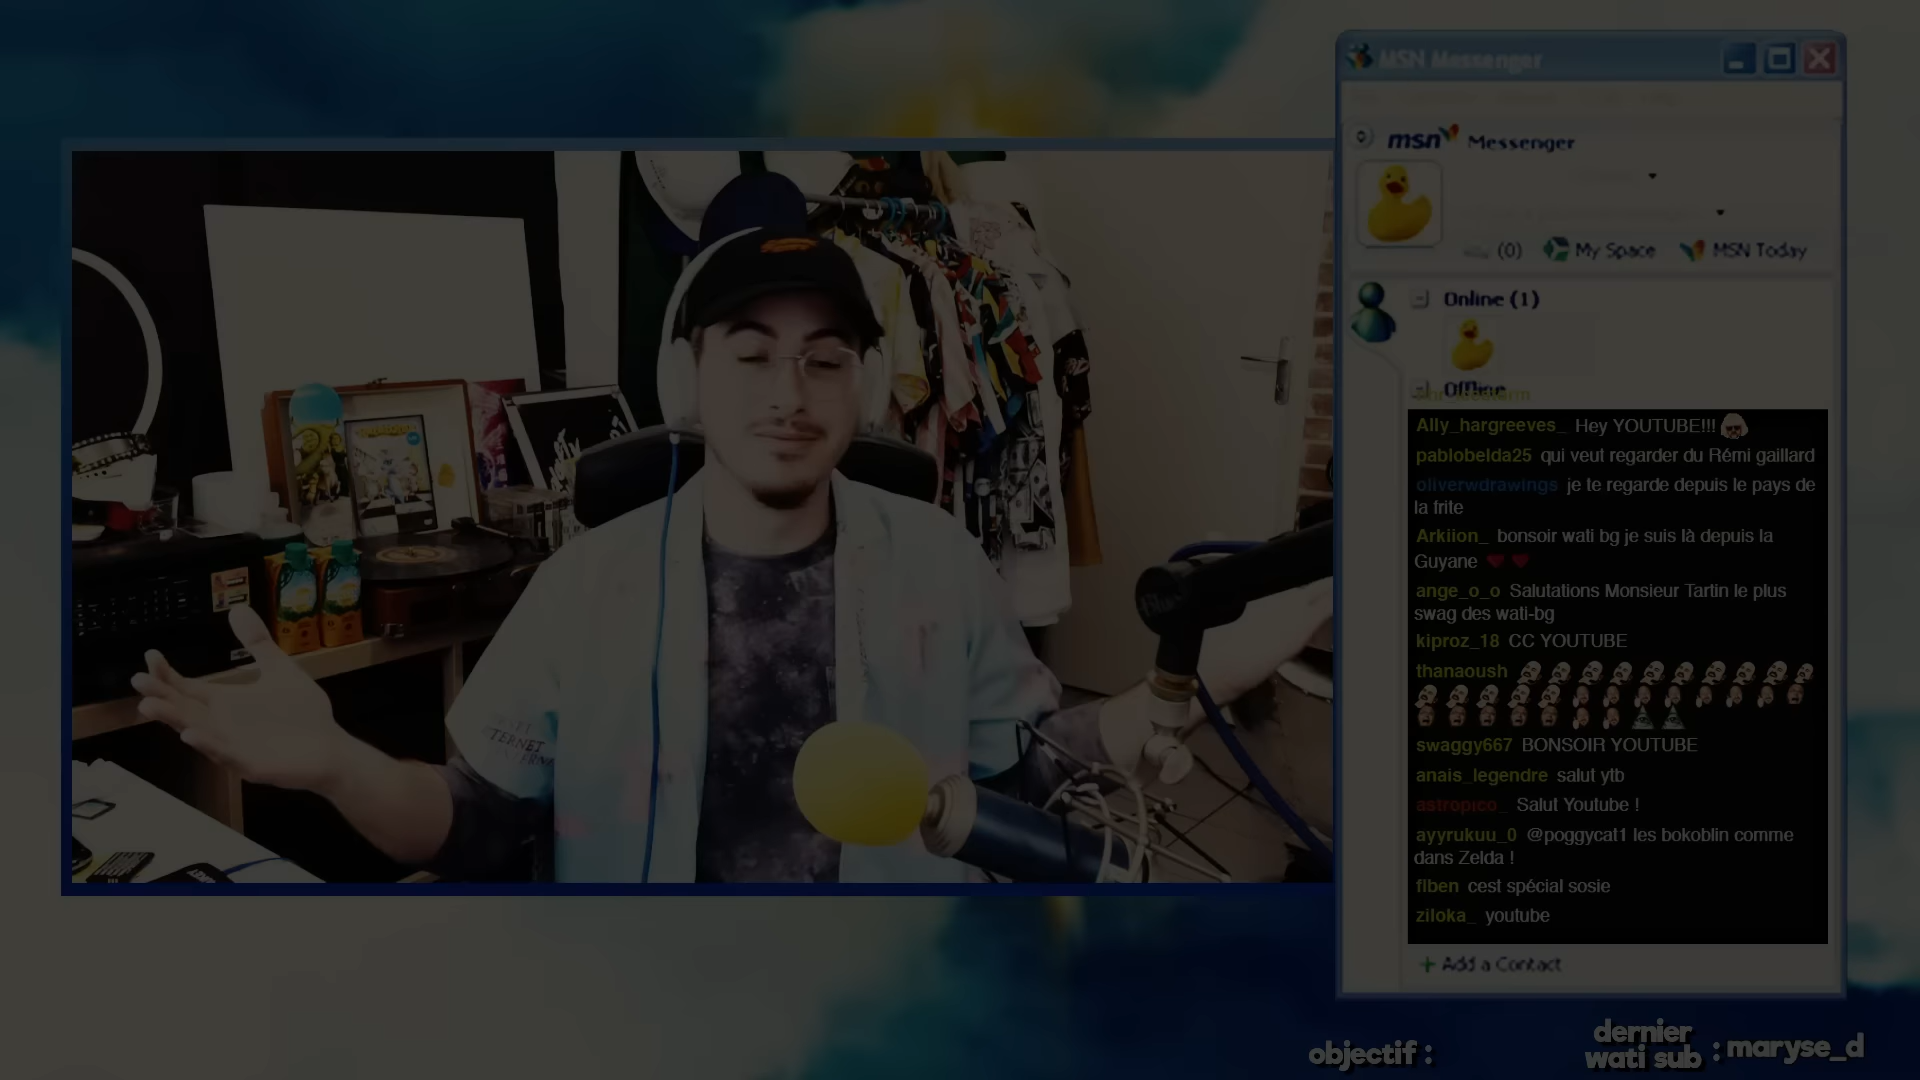 MSN Messenger
msn Messenger
(0) My Space MSN Today
Online (1)
Offline
Ally_hargreeves_ Hey YOUTUBE!!!
pablobelda25 qui veut regarder du Rémi gaillard
oliverwdrawings je te regarde depuis le pays de
la frite
Arkiion_ bonsoir wati bg je suis là depuis la
Guyane
ange_o_o Salutations Monsieur Tartin le plus
swag des wati-bg
kiproz_18 CC YOUTUBE
thanaoush
swaggy667 BONSOIR YOUTUBE
anais_legendre salut ytb
astropico_ Salut Youtube !
ayyrukuu_0 @poggycat1 les bokoblin comme
dans Zelda !
flben cest spécial sosie
ziloka_ youtube
+ Add a Contact
objectif :
dernier
wati sub : maryse_d
Blue